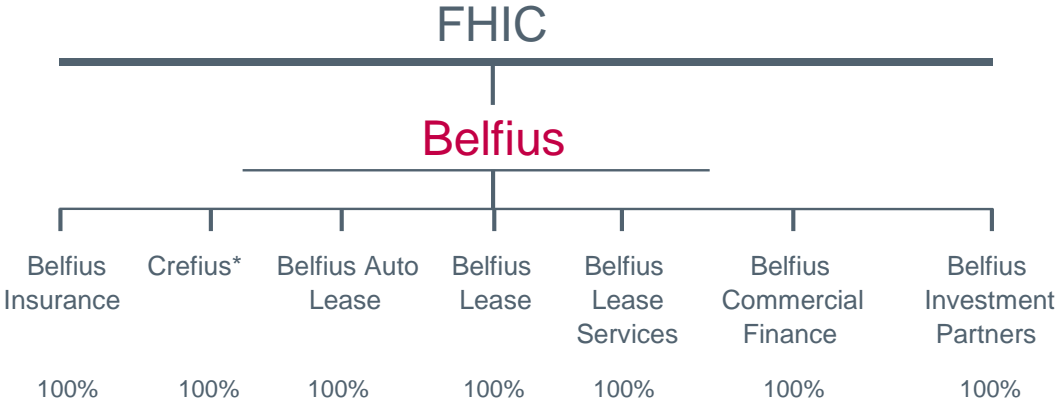 FHIC
Belfius
Belfius Insurance
Crefius*
Belfius Auto Lease
Belfius Lease
Belfius Lease Services
Belfius Commercial Finance
Belfius Investment Partners
100% 100% 100% 100% 100% 100% 100%